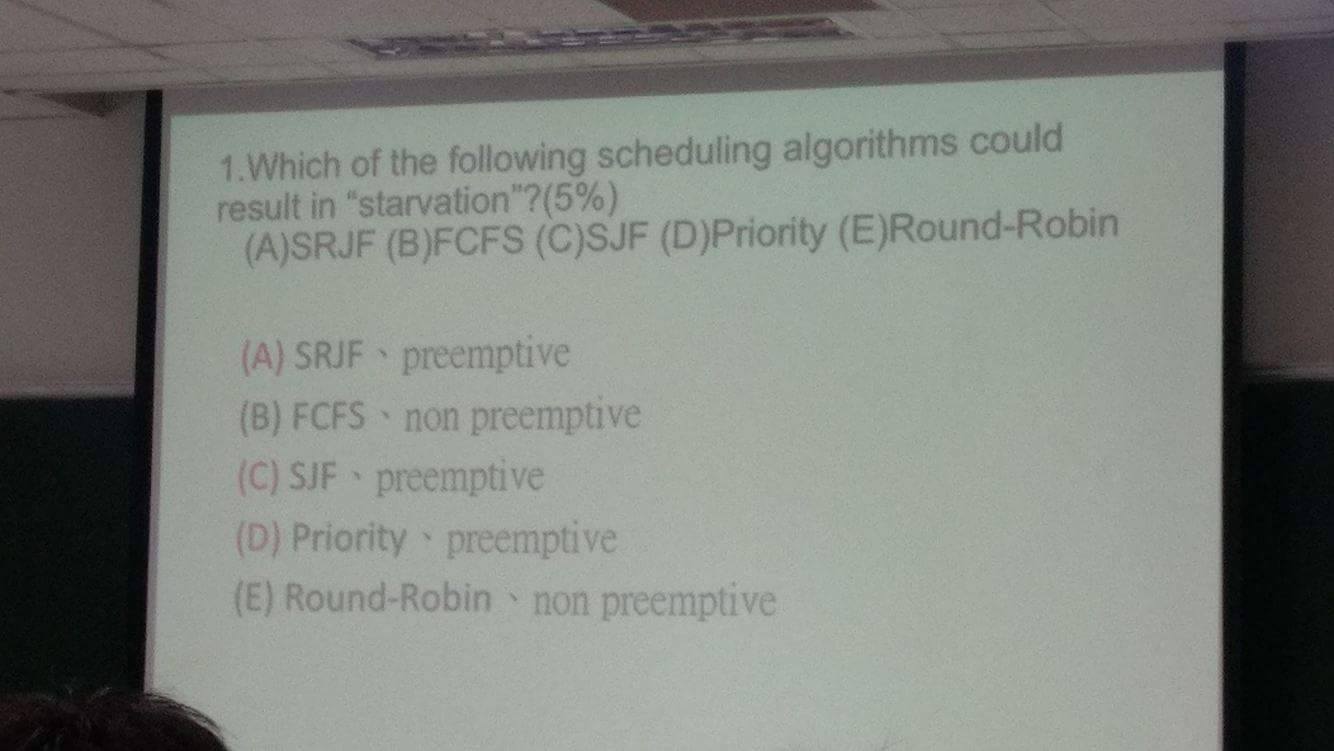 1.Which of the following scheduling algorithms could
result in “starvation”?(5%)
(A)SRJF (B)FCFS (C)SJF (D)Priority (E)Round-Robin
(A) SRJF、preemptive
(B) FCFS、non preemptive
(C) SJF、preemptive
(D) Priority、preemptive
(E) Round-Robin、non preemptive